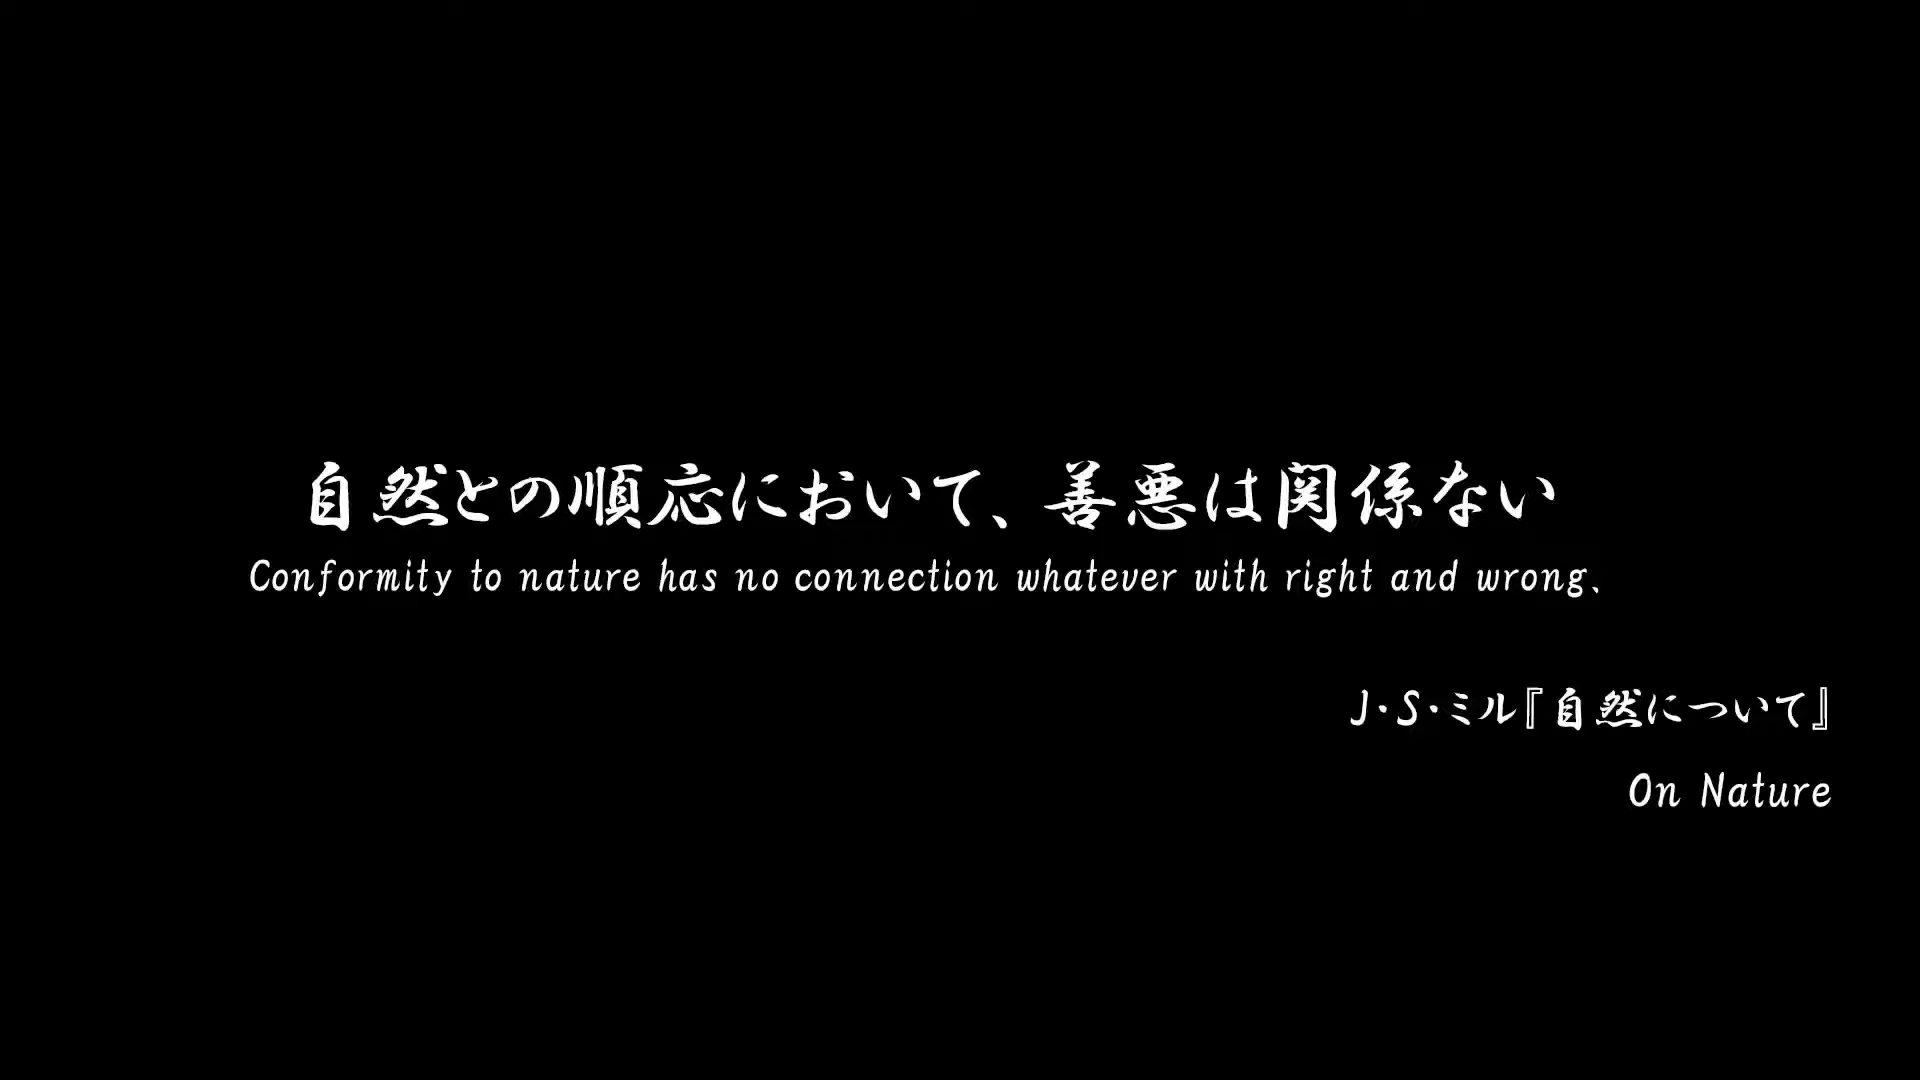 自然との順応において、善悪は関係ない
Conformity to nature has no connection whatever with right and wrong、
J・S・ミル『自然について』
On Nature